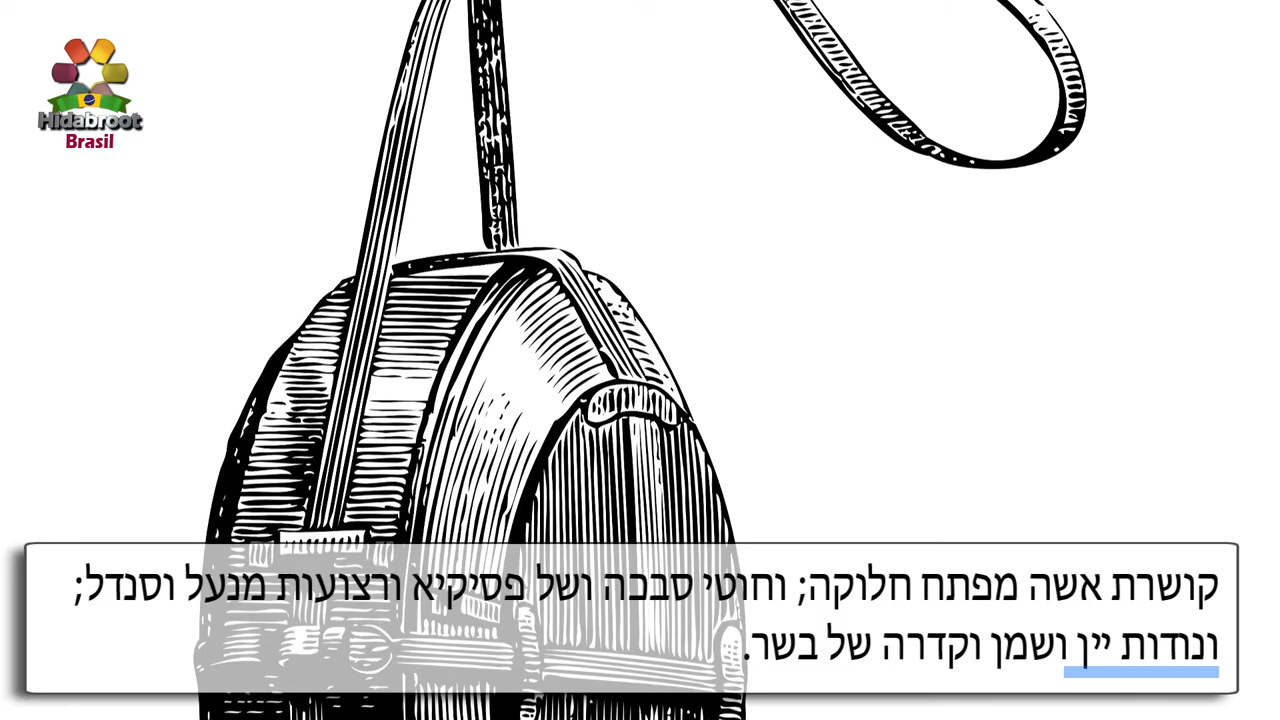 Hidabroot
Brasil
קושרת אשה מפתח חלוקה; וחוטי סבכה ושל פסיקיא ורצועות מנעל וסנדל;
ונודות יין ושמן וקדרה של בשר.